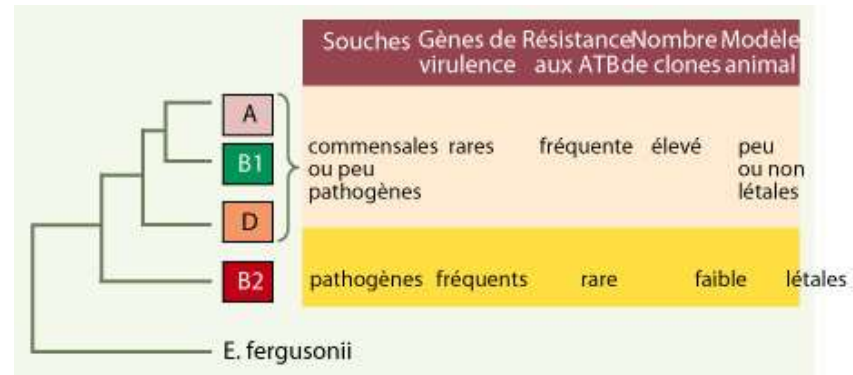 Souches Gènes de Résistance Nombre Modèle
virulence aux ATB de clones animal
A
B1
commensales rares fréquente élevé peu
ou peu ou non
pathogènes létales
D
B2 pathogènes fréquents rare faible létales
E. fergusonii